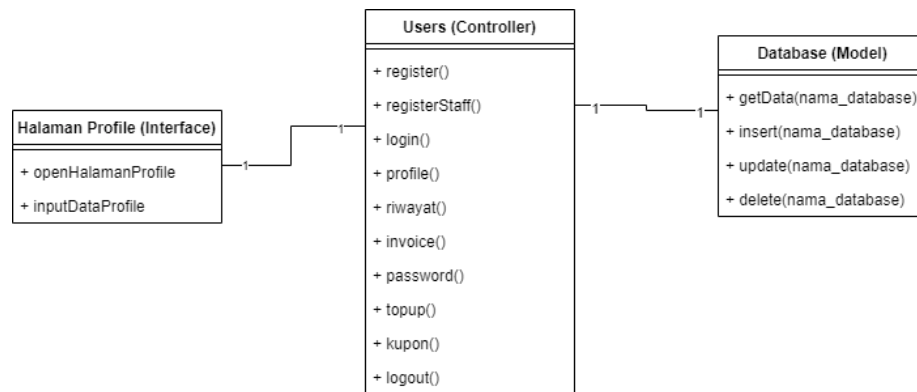 Halaman Profile (Interface)
+ openHalamanProfile
+ inputDataProfile
1
1
Users (Controller)
+ register()
+ registerStaff()
+ login()
+ profile()
+ riwayat()
+ invoice()
+ password()
+ topup()
+ kupon()
+ logout()
1
1
Database (Model)
+ getData(nama_database)
+ insert(nama_database)
+ update(nama_database)
+ delete(nama_database)